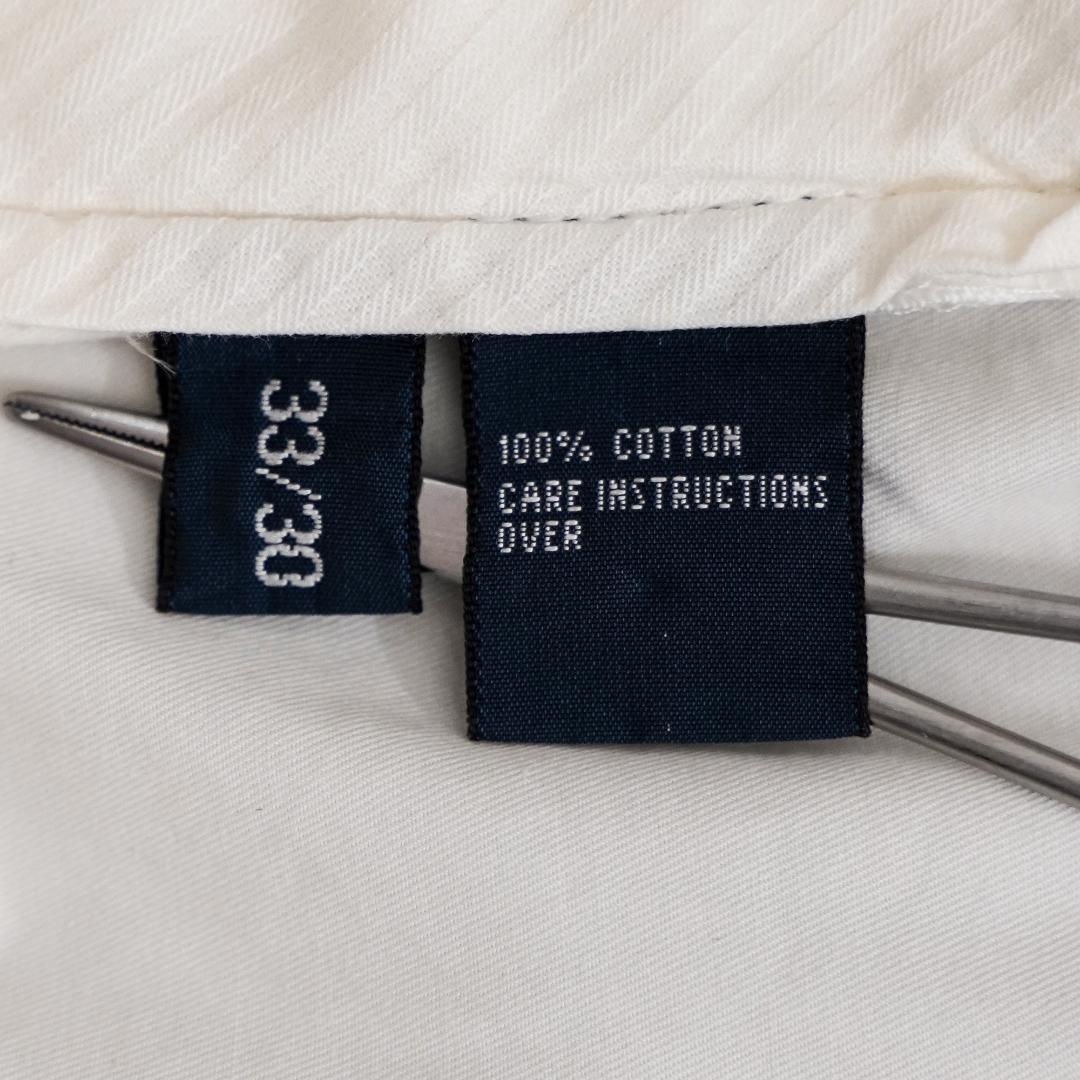 33/30
100% COTTON
CARE INSTRUCTIONS
OVER